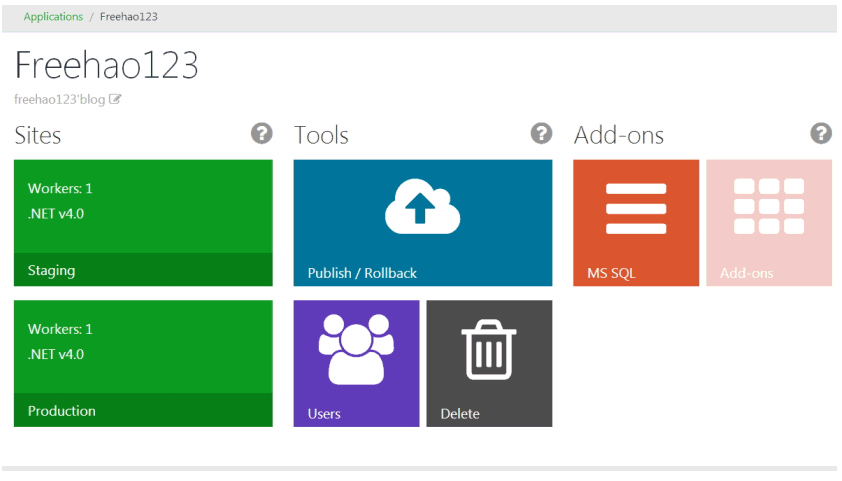 Applications / Freehao123
Freehao123
freehao123'blog
Sites
Workers: 1
.NET v4.0
Staging
Workers: 1
.NET v4.0
Production
Tools
Publish / Rollback
Users
Delete
Add-ons
MS SQL
Add-ons